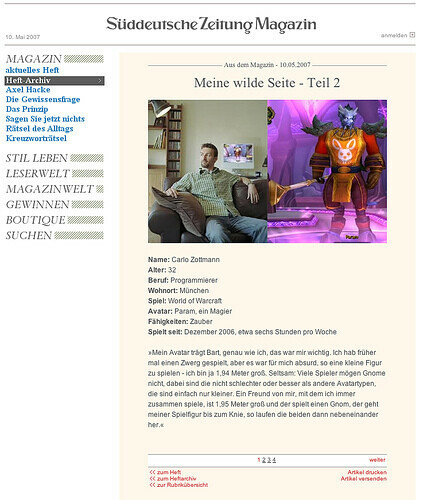 Süddeutsche Zeitung Magazin
10. Mai 2007
anmelden
MAGAZIN
aktuelles Heft
Heft-Archiv
Axel Hacke
Die Gewissensfrage
Das Prinzip
Sagen Sie jetzt nichts
Rätsel des Alltags
Kreuzworträtsel
STIL LEBEN
LESERWELT
MAGAZINWELT
GEWINNEN
BOUTIQUE
SUCHEN
Aus dem Magazin - 10.05.2007
Meine wilde Seite - Teil 2
Param
Name: Carlo Zottmann
Alter: 32
Beruf: Programmierer
Wohnort: München
Spiel: World of Warcraft
Avatar: Param, ein Magier
Fähigkeiten: Zauber
Spielt seit: Dezember 2006, etwa sechs Stunden pro Woche
»Mein Avatar trägt Bart, genau wie ich, das war mir wichtig. Ich hab früher
mal einen Zwerg gespielt, aber es war für mich absurd, so eine kleine Figur
zu spielen - ich bin ja 1,94 Meter groß. Seltsam: Viele Spieler mögen Gnome
nicht, dabei sind die nicht schlechter oder besser als andere Avatartypen,
die sind einfach nur kleiner. Ein Freund von mir, mit dem ich immer
zusammen spiele, ist 1,95 Meter groß und der spielt einen Gnom, der geht
meiner Spielfigur bis zum Knie, so laufen die beiden dann nebeneinander
her.«
1 2 3 4
weiter
<< zum Heft
<< zum Heftarchiv
<< zur Rubrikübersicht
Artikel drucken
Artikel versenden